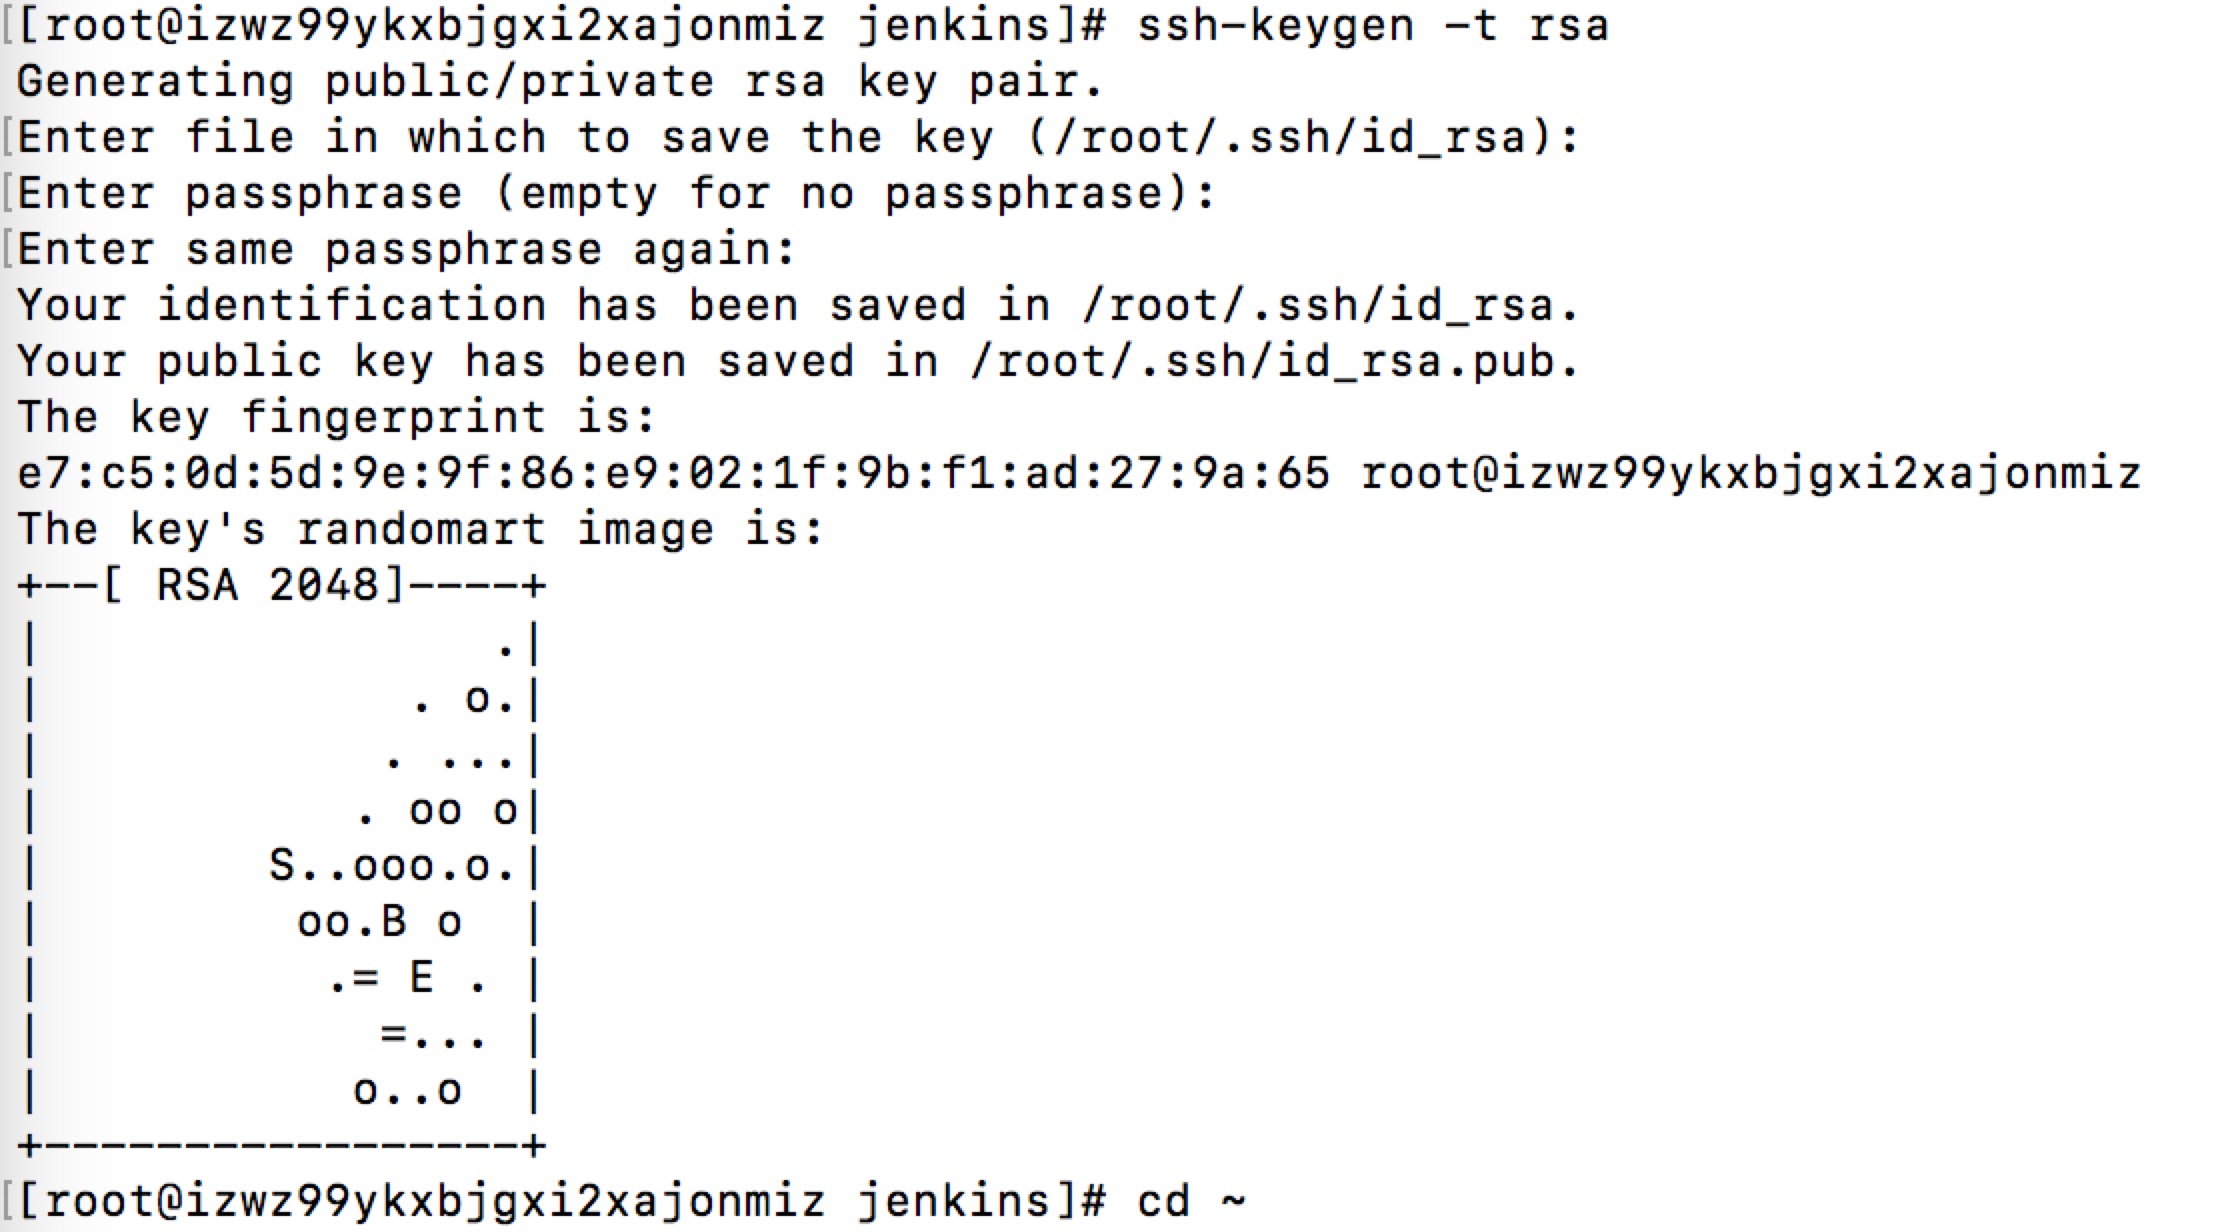 [[root@izwz99ykxbjgxi2xajonmiz jenkins]# ssh-keygen -t rsa
Generating public/private rsa key pair.
[Enter file in which to save the key (/root/.ssh/id_rsa):
[Enter passphrase (empty for no passphrase):
[Enter same passphrase again:
Your identification has been saved in /root/.ssh/id_rsa.
Your public key has been saved in /root/.ssh/id_rsa.pub.
The key fingerprint is:
e7:c5:0d:5d:9e:9f:86:e9:02:1f:9b:f1:ad:27:9a:65 root@izwz99ykxbjgxi2xajonmiz
The key's randomart image is:
+--[ RSA 2048]----+
|                .|
|             . o.|
|            . ...|
|           . oo o|
|        S..ooo.o.|
|         oo.B o  |
|          .= E . |
|            =... |
|           o..o  |
+-----------------+
[[root@izwz99ykxbjgxi2xajonmiz jenkins]# cd ~